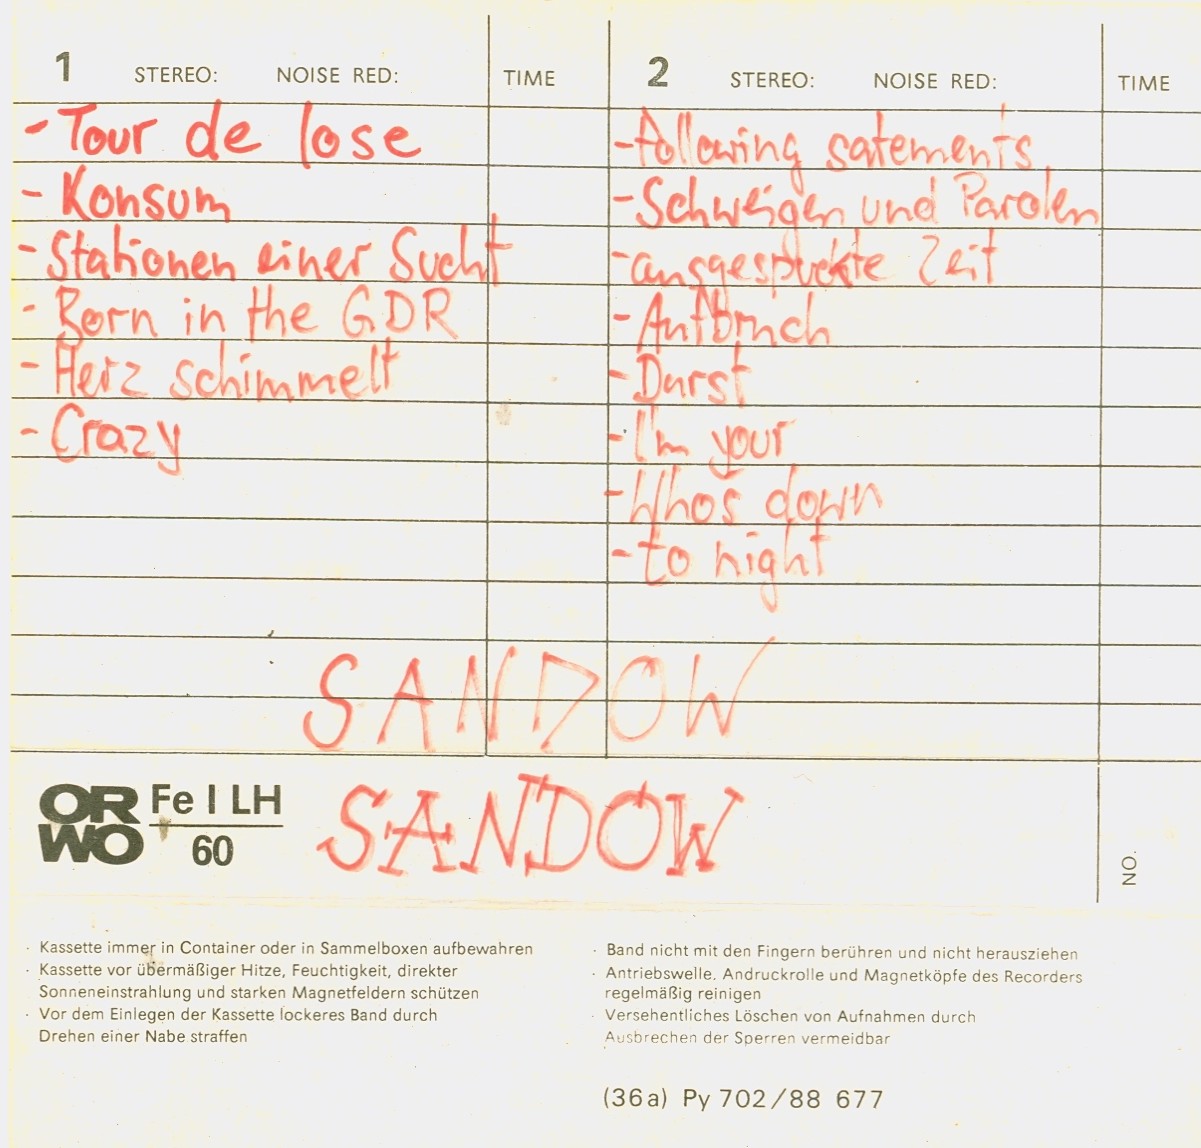 1 STEREO: NOISE RED: TIME
- Tour de lose
- Konsum
- Stationen einer Sucht
- Born in the GDR
- Herz schimmelt
- Crazy
2 STEREO: NOISE RED: TIME
- Following satements
- Schweigen und Parolen
- ausgespuckte Zeit
- Aufbruch
- Durst
- I'm your
- Who's down
- to night
SANDOW
ORWO Fe I LH
60
SANDOW
NO.
· Kassette immer in Container oder in Sammelboxen aufbewahren
· Kassette vor übermäßiger Hitze, Feuchtigkeit, direkter
Sonneneinstrahlung und starken Magnetfeldern schützen
· Vor dem Einlegen der Kassette lockeres Band durch
Drehen einer Nabe straffen
· Band nicht mit den Fingern berühren und nicht herausziehen
· Antriebswelle. Andruckrolle und Magnetköpfe des Recorders
regelmäßig reinigen
· Versehentliches Löschen von Aufnahmen durch
Ausbrechen der Sperren vermeidbar
(36a) Py 702/88 677